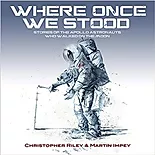 WHERE ONCE
WE STOOD
STORIES OF THE APOLLO ASTRONAUTS
WHO WALKED ON THE MOON
CHRISTOPHER RILEY & MARTIN IMPEY